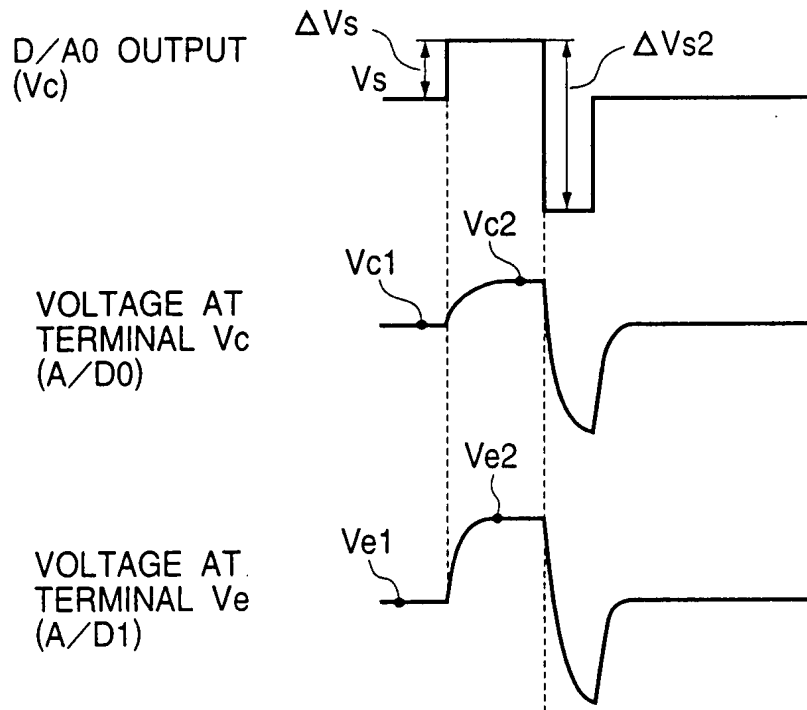 ΔVs
D/A0 OUTPUT
(Vc)
Vs
ΔVs2
Vc2
Vc1
VOLTAGE AT
TERMINAL Vc
(A/D0)
Ve2
Ve1
VOLTAGE AT
TERMINAL Ve
(A/D1)